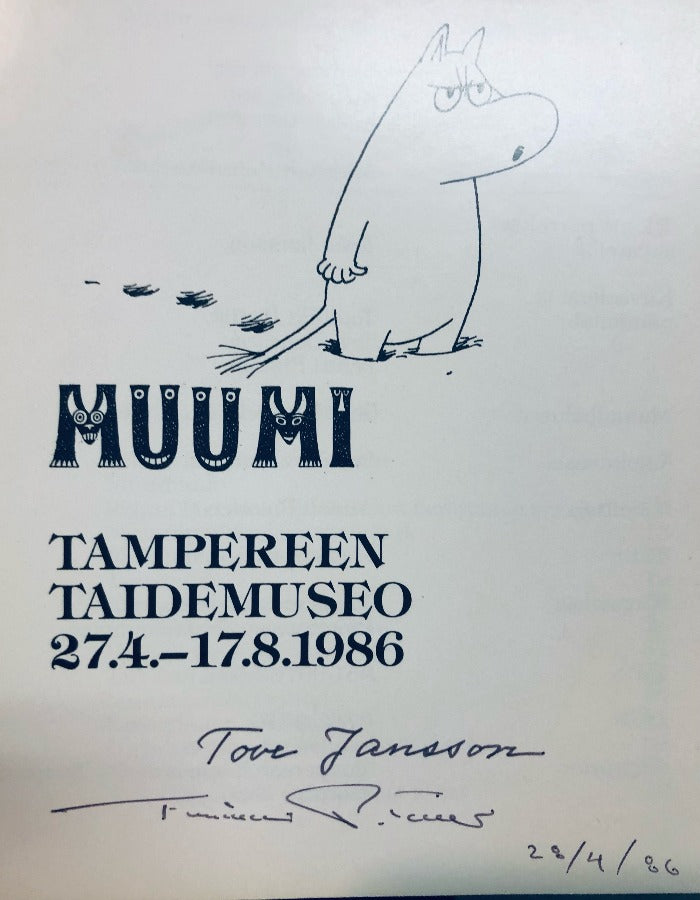 MUUMI
TAMPEREEN
TAIDEMUSEO
27.4.–17.8.1986
Tove Jansson
28/4/86